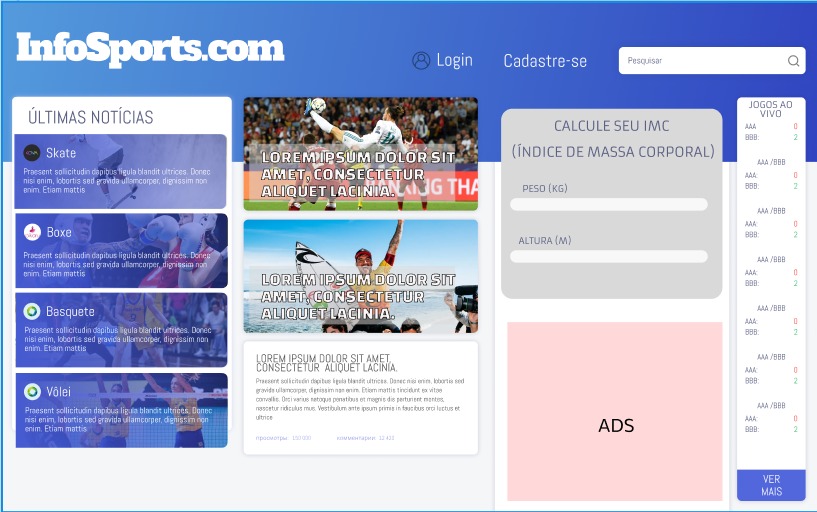 InfoSports.com
Login
Cadastre-se
Pesquisar
ÚLTIMAS NOTÍCIAS
Skate
Praesent sollicitudin dapibus ligula blandit ultrices. Donec
nisi enim, lobortis sed gravida ullamcorper, dignissim non
enim. Etiam mattis
Boxe
Praesent sollicitudin dapibus ligula blandit ultrices. Donec
nisi enim, lobortis sed gravida ullamcorper, dignissim non
enim. Etiam mattis
Basquete
Praesent sollicitudin dapibus ligula blandit ultrices. Donec
nisi enim, lobortis sed gravida ullamcorper, dignissim non
enim. Etiam mattis
Vôlei
Praesent sollicitudin dapibus ligula blandit ultrices. Donec
nisi enim, lobortis sed gravida ullamcorper, dignissim non
enim. Etiam mattis
LOREM IPSUM DOLOR SIT
AMET, CONSECTETUR
ALIQUET LACINIA.
LOREM IPSUM DOLOR SIT
AMET, CONSECTETUR
ALIQUET LACINIA.
LOREM IPSUM DOLOR SIT AMET,
CONSECTETUR ALIQUET LACINIA.
Praesent sollicitudin dapibus ligula blandit ultricies. Donec nisi enim, lobortis sed
gravida ullamcorper, dignissim non enim. Etiam mattis tincidunt ex vitae
convallis. Orci varius natoque penatibus et magnis dis parturient montes,
nascetur ridiculus mus. Vestibulum ante ipsum primis in faucibus orci luctus et
ultrice
просмотры: 150 000 комментарии: 12 432
CALCULE SEU IMC
(ÍNDICE DE MASSA CORPORAL)
PESO (KG)
ALTURA (M)
ADS
JOGOS AO
VIVO
AAA 0
BBB: 2
AAA /BBB
AAA: 0
BBB: 2
AAA /BBB
AAA: 0
BBB: 2
AAA /BBB
AAA: 0
BBB: 2
AAA /BBB
AAA: 0
BBB: 2
AAA /BBB
AAA: 0
BBB: 2
AAA /BBB
AAA: 0
BBB: 2
VER
MAIS